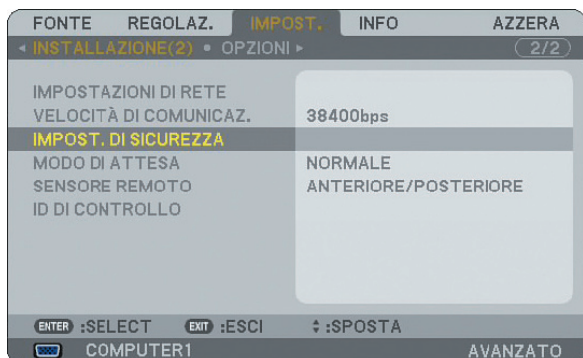 FONTE REGOLAZ. IMPOST. INFO AZZERA
INSTALLAZIONE(2) • OPZIONI 2/2
IMPOSTAZIONI DI RETE
VELOCITÀ DI COMUNICAZ. 38400bps
IMPOST. DI SICUREZZA
MODO DI ATTESA NORMALE
SENSORE REMOTO ANTERIORE/POSTERIORE
ID DI CONTROLLO
ENTER :SELECT EXIT :ESCI :SPOSTA
COMPUTER1 AVANZATO